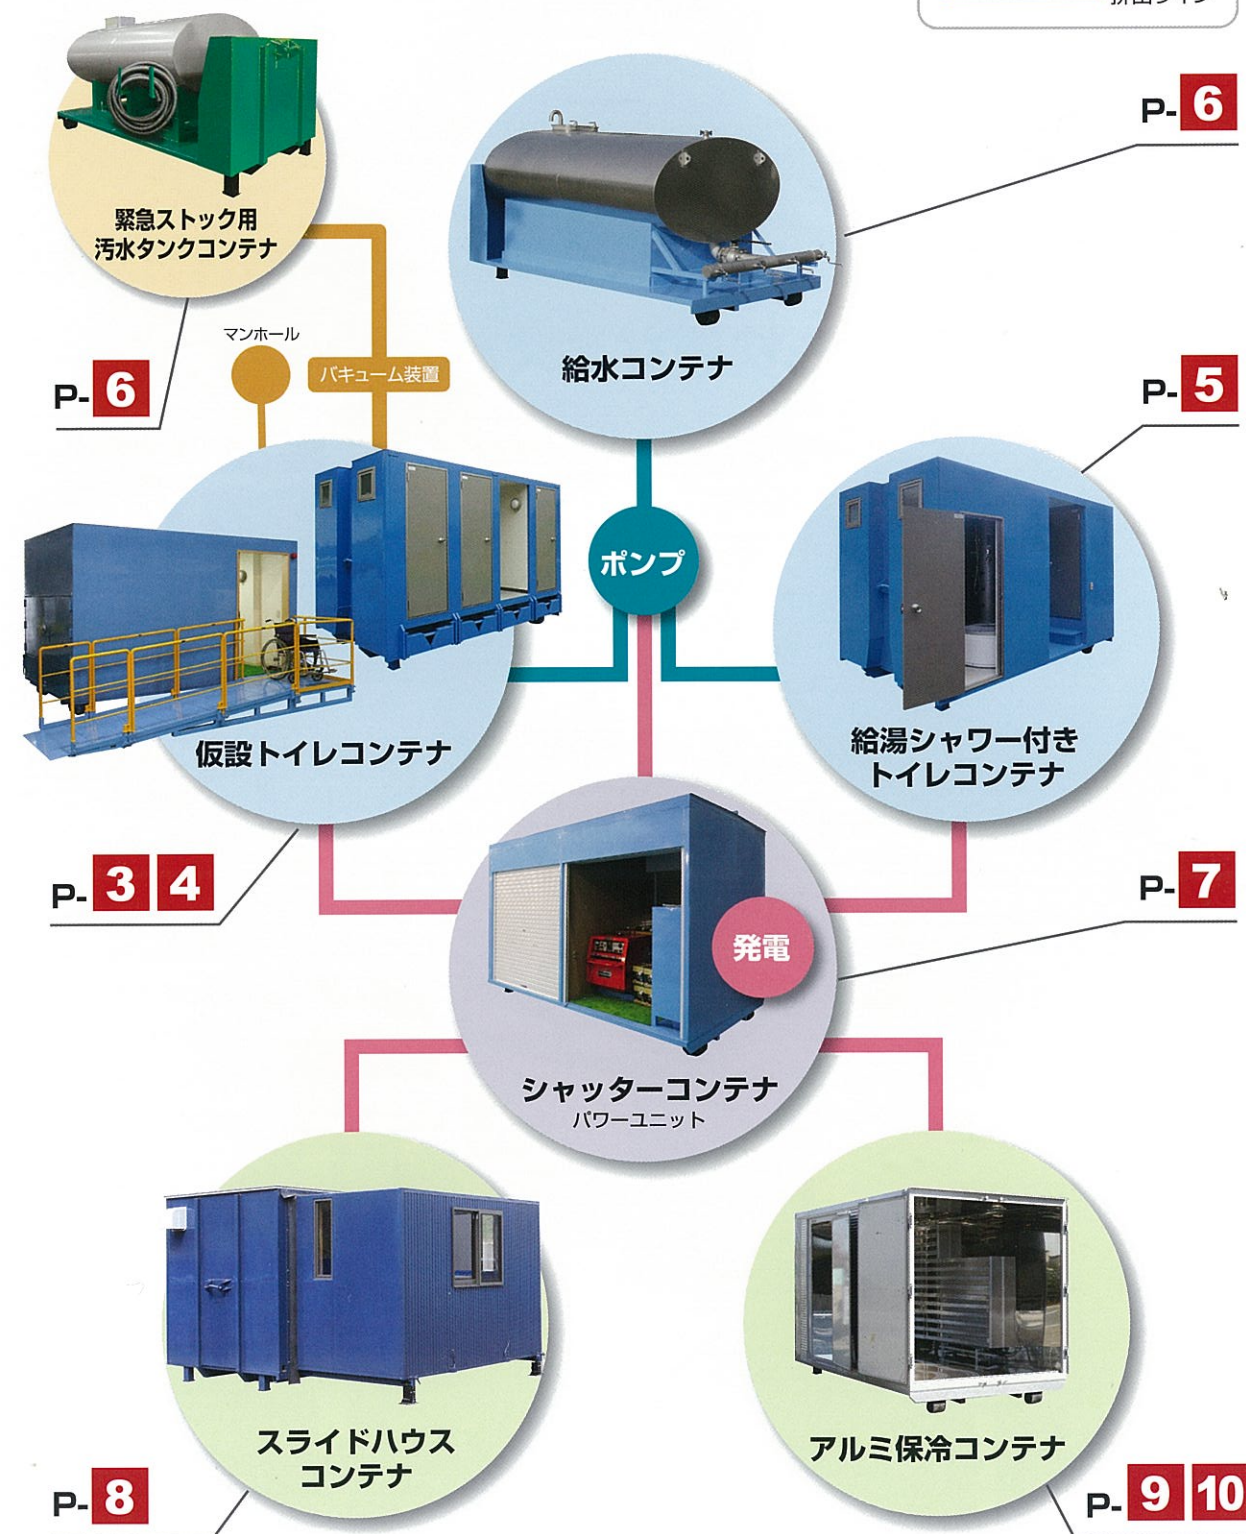 P-6
緊急ストック用
汚水タンクコンテナ
マンホール
バキューム装置
P-6
給水コンテナ
P-5
ポンプ
仮設トイレコンテナ
給湯シャワー付き
トイレコンテナ
P-3 4
P-7
発電
シャッターコンテナ
パワーユニット
スライドハウス
コンテナ
アルミ保冷コンテナ
P-8
P-9 10